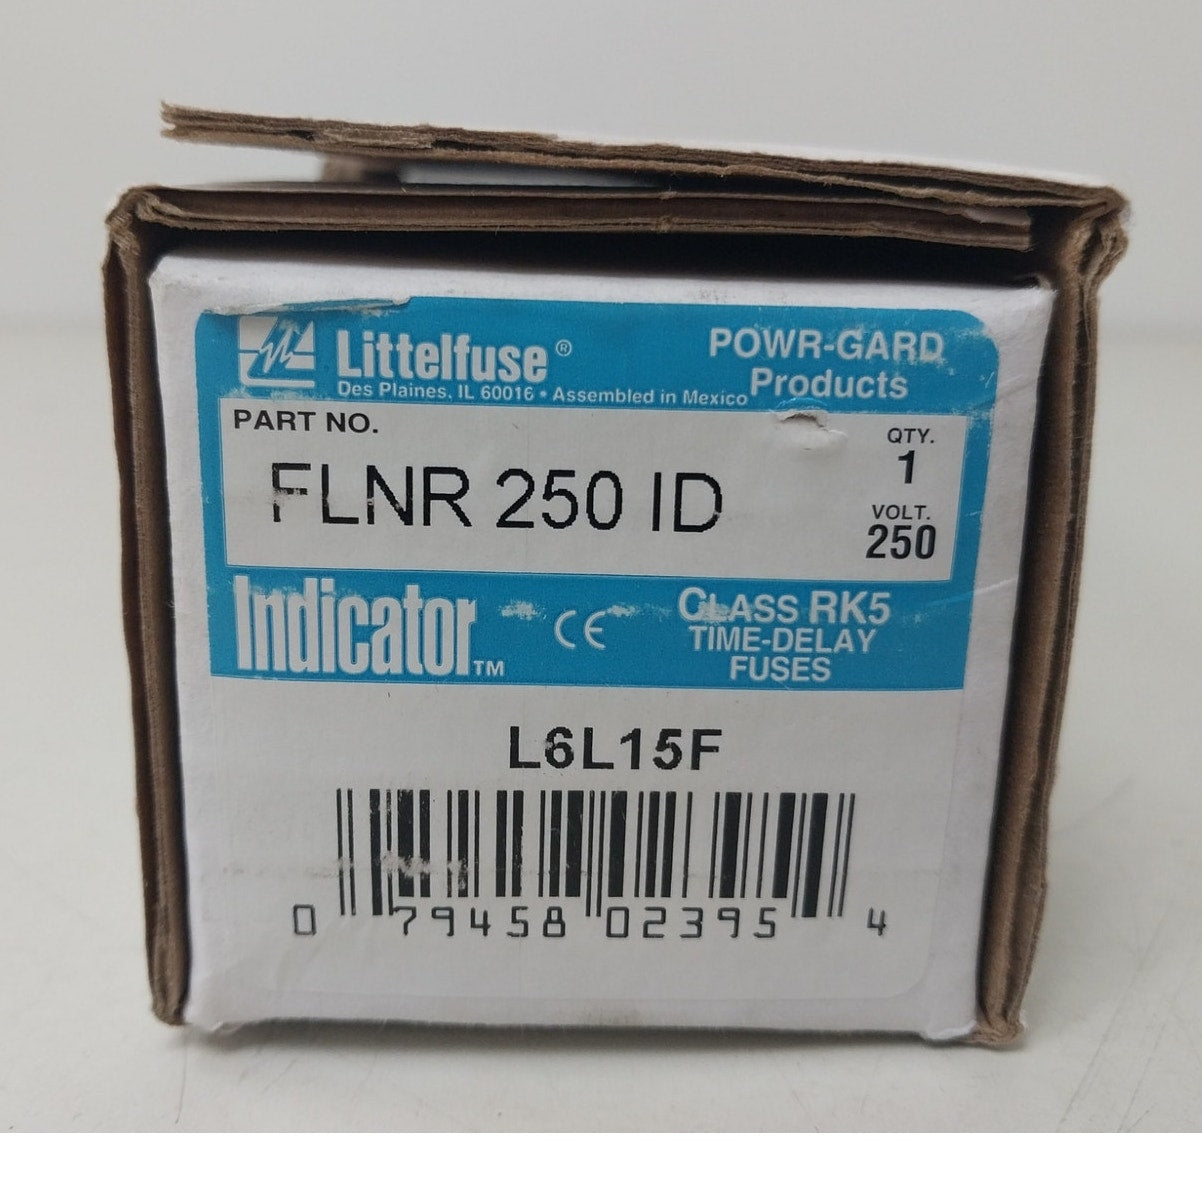 Littelfuse®
Des Plaines, IL 60016 • Assembled in Mexico
POWR-GARD
Products
PART NO.
FLNR 250 ID
QTY.
1
VOLT.
250
Indicator™
CE
CLASS RK5
TIME-DELAY
FUSES
L6L15F
0 79458 02395 4